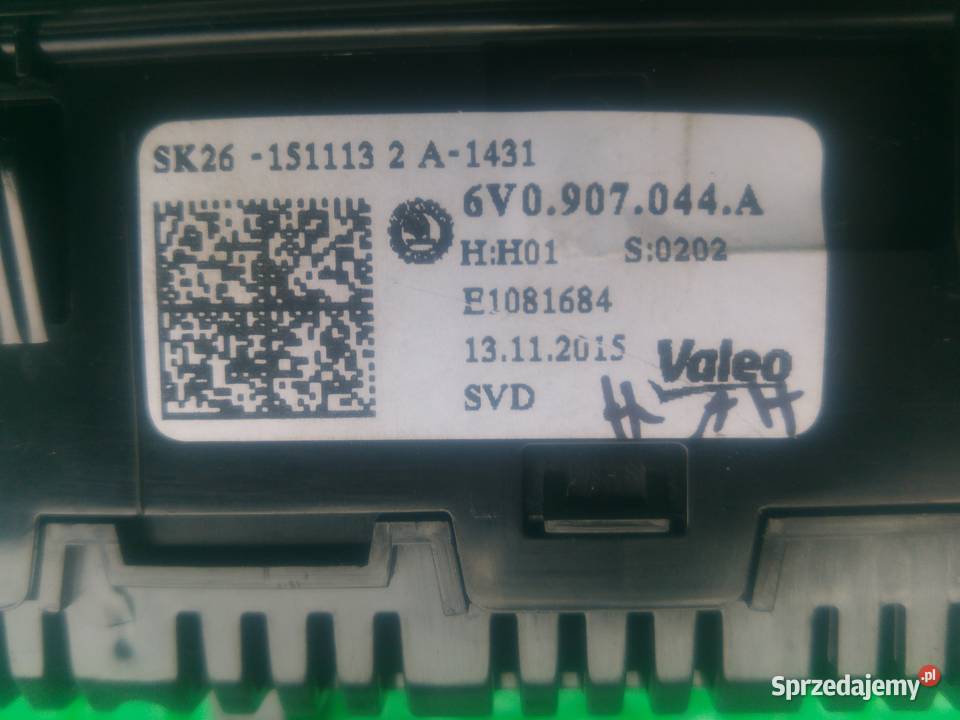 SK26 -151113 2 A-1431
6V0.907.044.A
H:H01 S:0202
E1081684
13.11.2015
Valeo
SVD
Sprzedajemy.pl